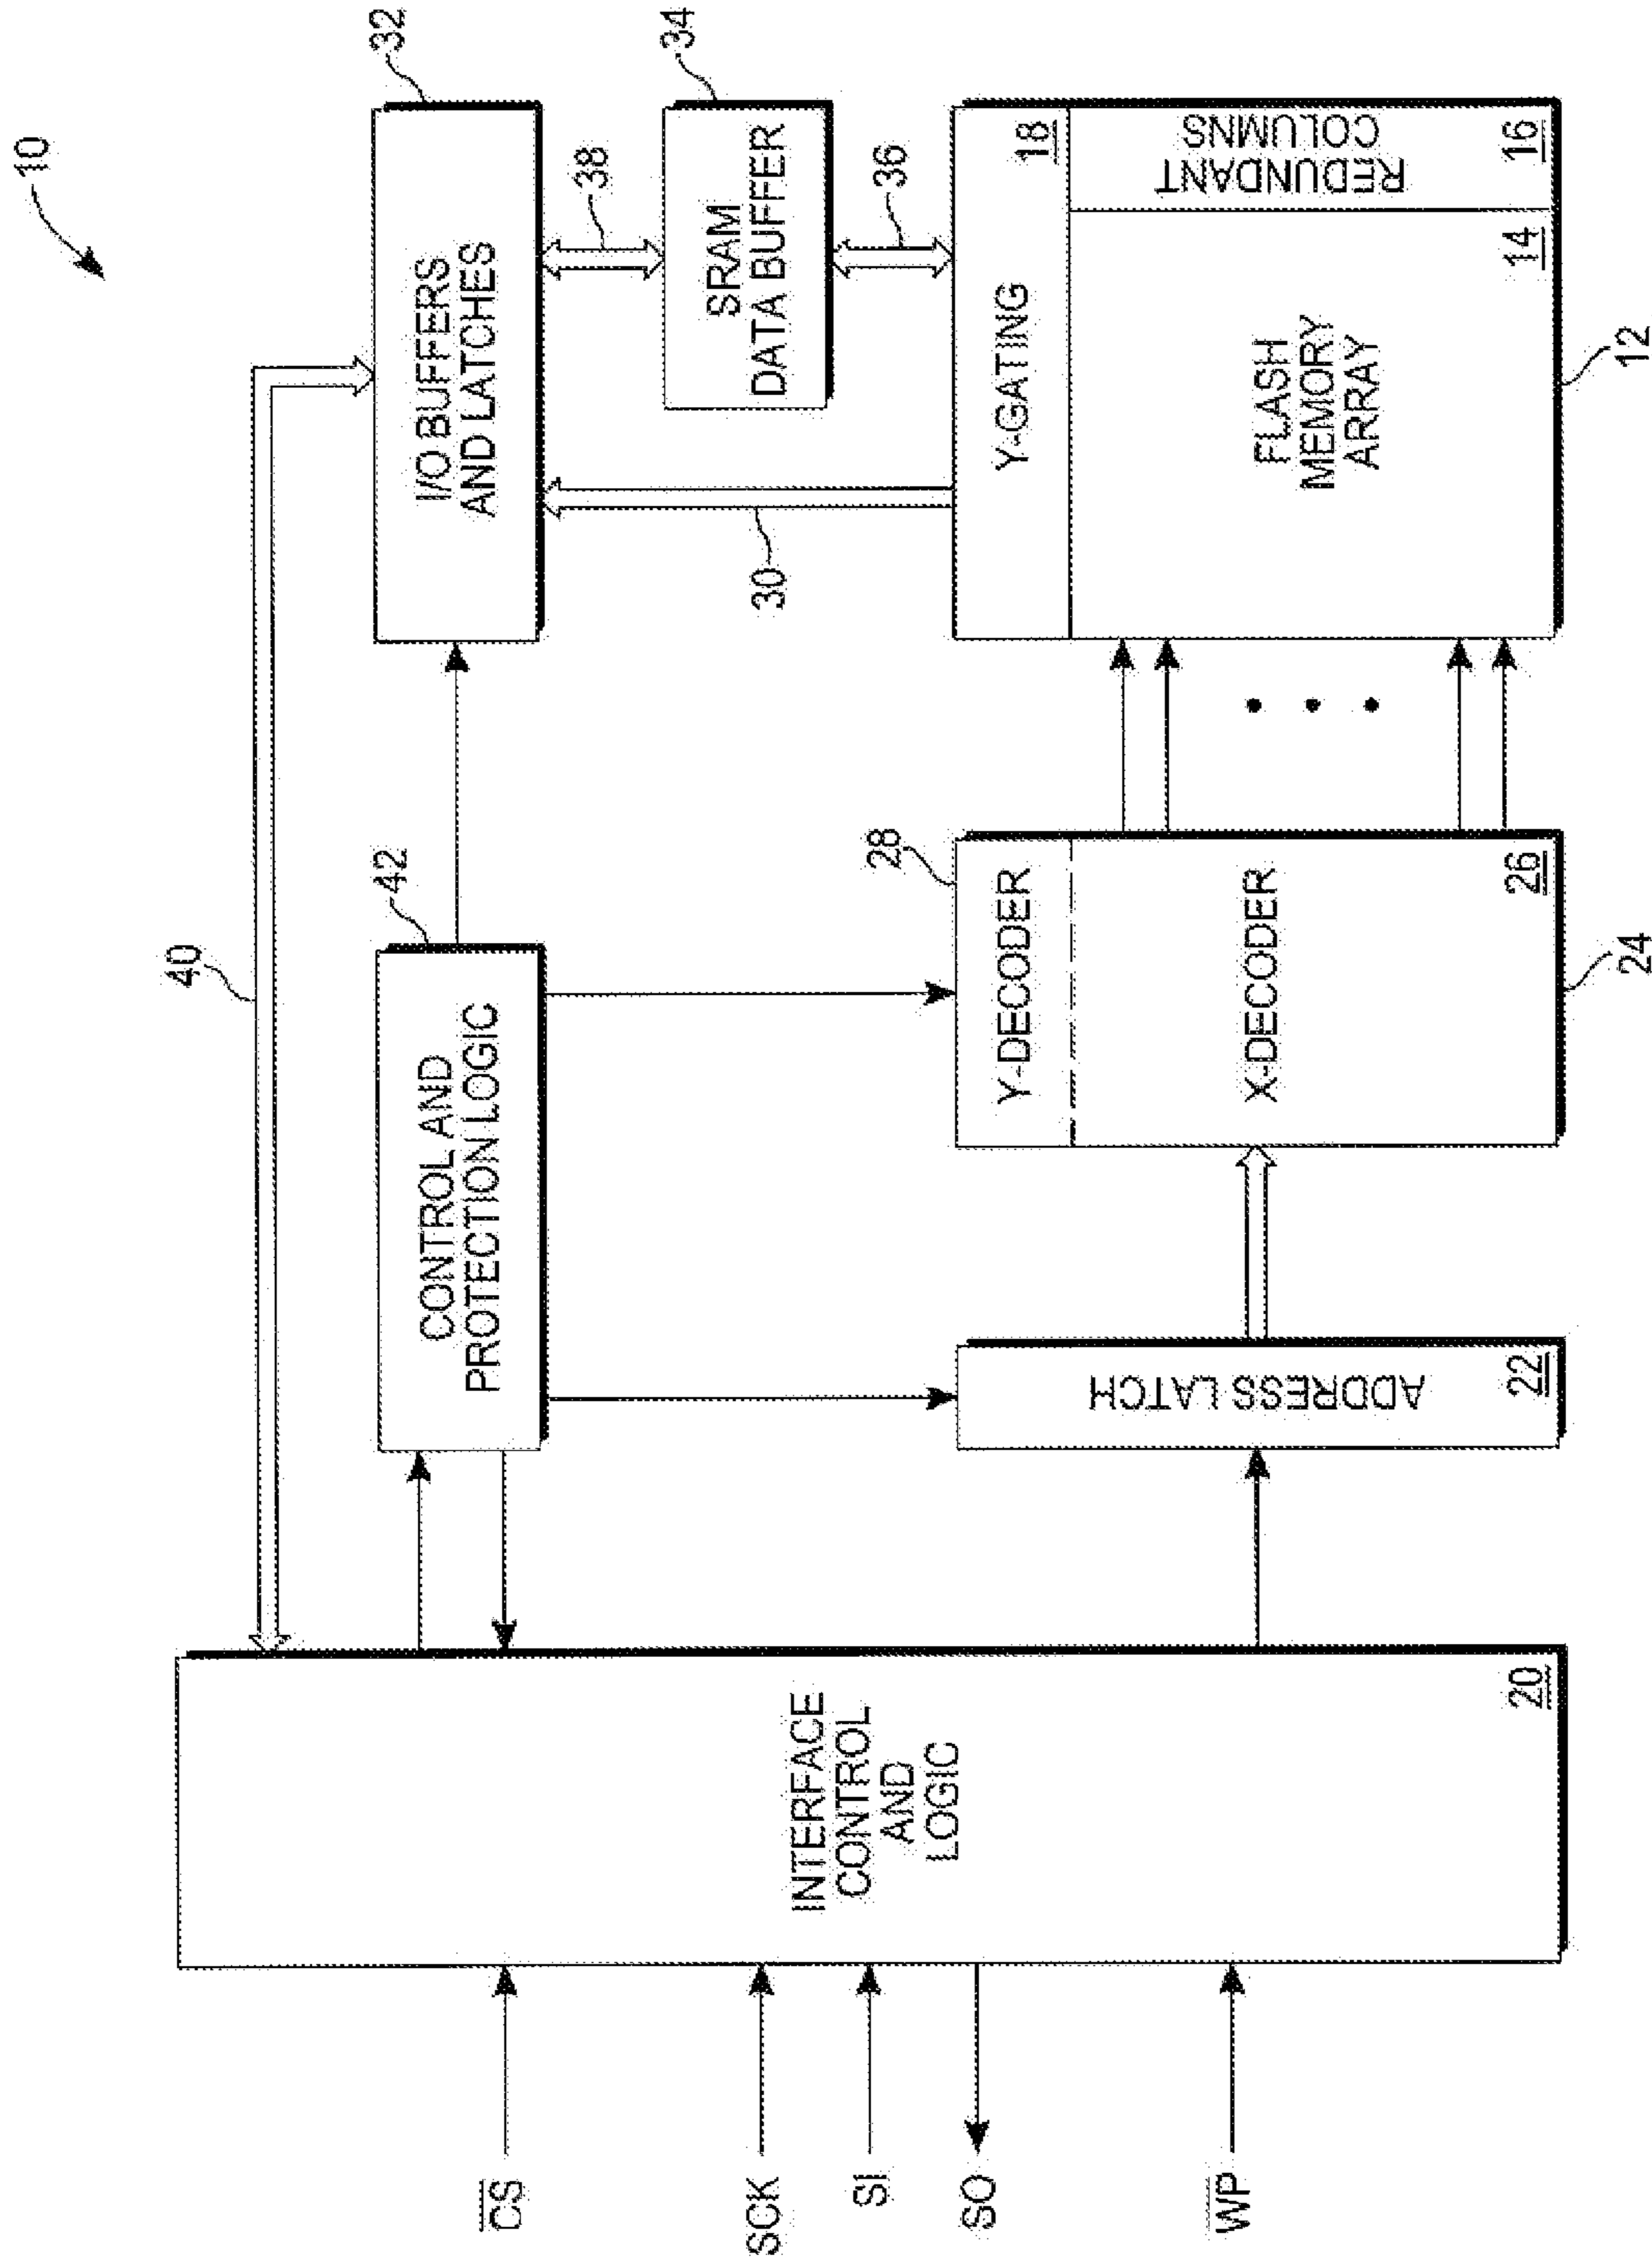 10
40
32
I/O BUFFERS
AND LATCHES
42
CONTROL AND
PROTECTION LOGIC
38
34
SRAM
DATA BUFFER
30
36
INTERFACE
CONTROL
AND
LOGIC
20
C̅S̅
SCK
SI
SO
W̅P̅
ADDRESS LATCH
22
28
Y-DECODER
X-DECODER
26
24
Y-GATING
18
FLASH
MEMORY
ARRAY
14
REDUNDANT
COLUMNS
16
12